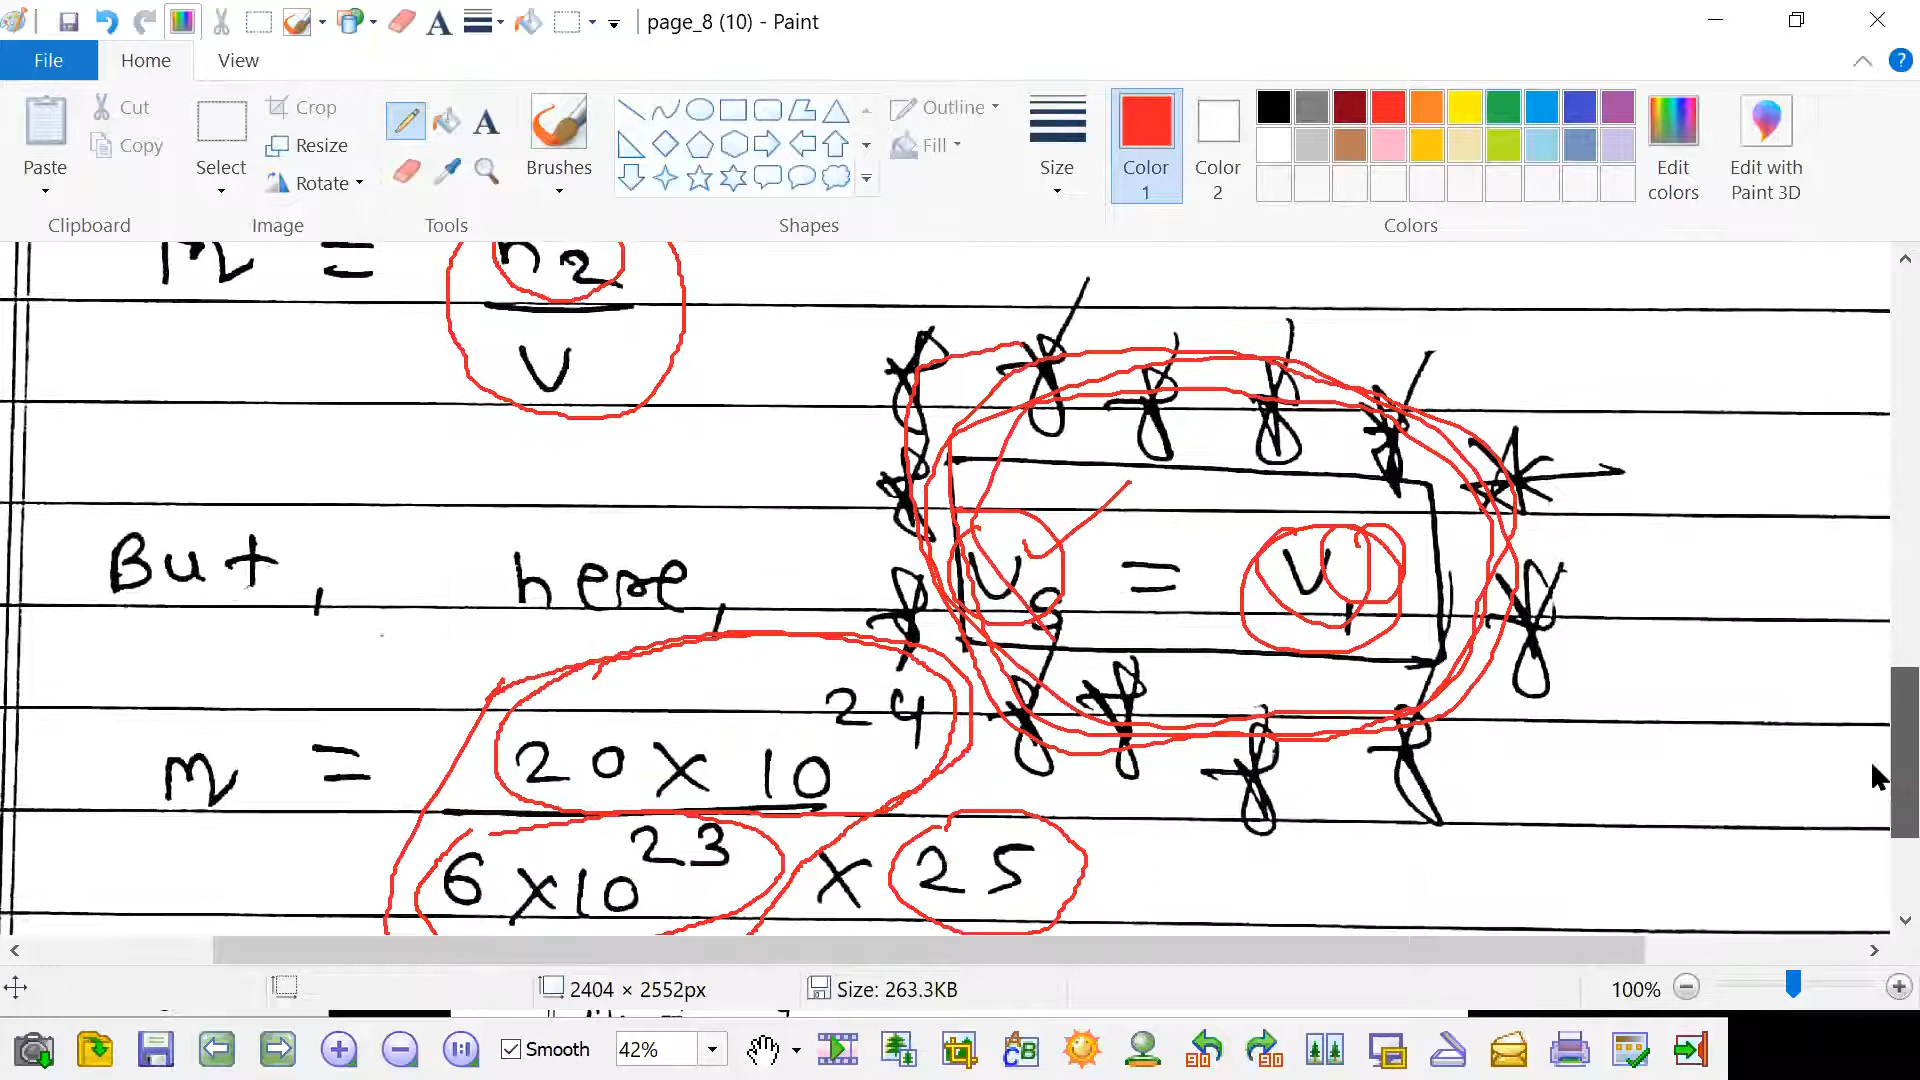 page_8 (10) - Paint
File Home View
Cut
Copy
Paste
Clipboard
Crop
Resize
Rotate
Select
Image
Tools
Brushes
Outline
Fill
Shapes
Size
Color 1
Color 2
Edit colors
Edit with Paint 3D
Colors
n = n2
V
But, here, Vs = V1
n = 20 x 10 24
6 x 10 23 x 25
2404 × 2552px Size: 263.3KB 100%
Smooth 42%